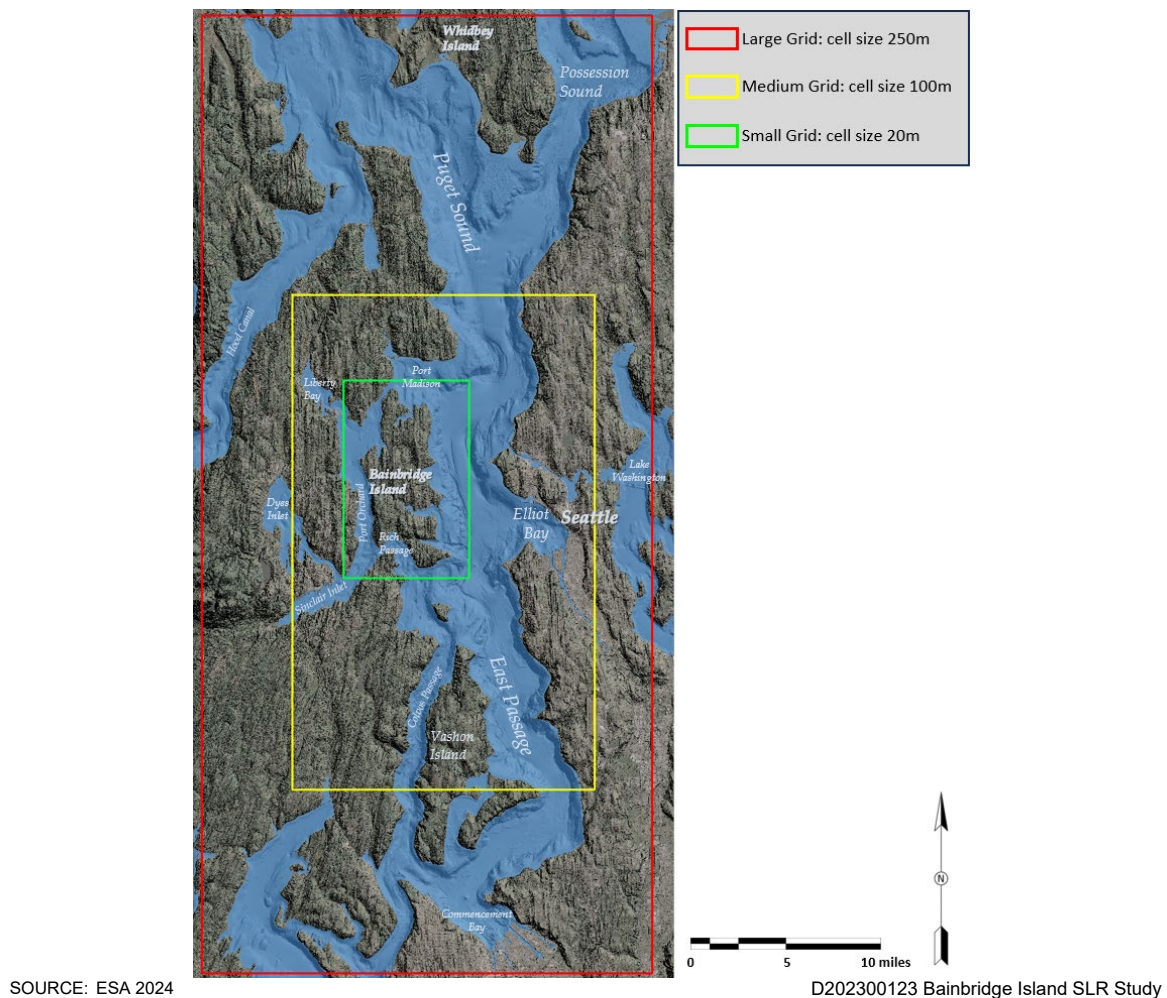 Whidbey
Island
Possession
Sound
Puget Sound
Hood Canal
Port
Madison
Liberty
Bay
Bainbridge
Island
Port Orchard
Dyes
Inlet
Rich
Passage
Sinclair Inlet
Elliot
Bay
Seattle
Lake
Washington
East Passage
Colvos Passage
Vashon
Island
Commencement
Bay
Large Grid: cell size 250m
Medium Grid: cell size 100m
Small Grid: cell size 20m
N
0 5 10 miles
SOURCE: ESA 2024
D202300123 Bainbridge Island SLR Study